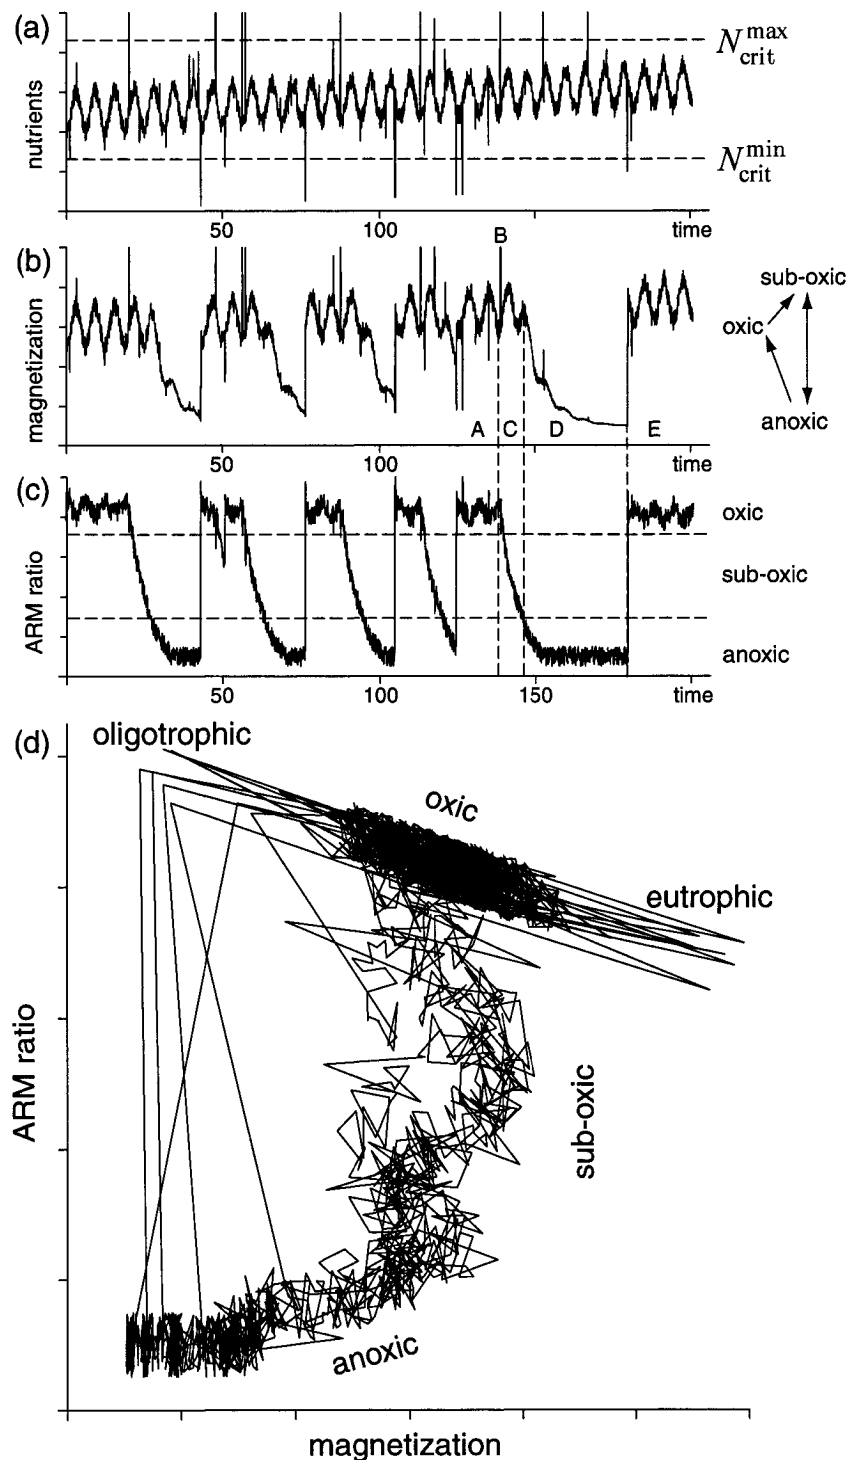 (a)
nutrients
N_crit^max
N_crit^min
50
100
time
B
(b)
magnetization
sub-oxic
oxic
anoxic
A
C
D
E
50
100
time
(c)
ARM ratio
oxic
sub-oxic
anoxic
50
100
150
time
(d)
oligotrophic
oxic
eutrophic
ARM ratio
sub-oxic
anoxic
magnetization